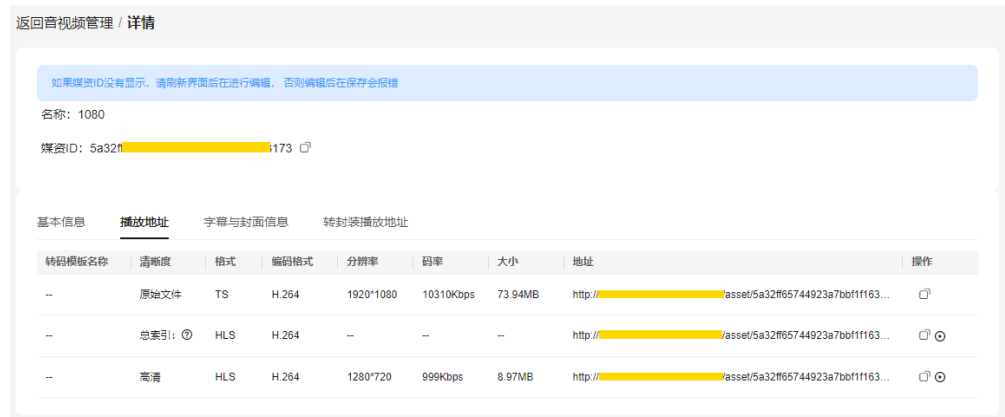 返回音视频管理 / 详情
如果媒资ID没有显示，请刷新界面后在进行编辑， 否则编辑后在保存会报错
名称：1080
媒资ID：5a32ff 173
基本信息 播放地址 字幕与封面信息 转封装播放地址
转码模板名称 清晰度 格式 编码格式 分辨率 码率 大小 地址 操作
-- 原始文件 TS H.264 1920*1080 10310Kbps 73.94MB http:// /asset/5a32ff65744923a7bbf1f163...
-- 总索引： HLS H.264 -- -- -- http:// /asset/5a32ff65744923a7bbf1f163...
-- 高清 HLS H.264 1280*720 999Kbps 8.97MB http:// /asset/5a32ff65744923a7bbf1f163...